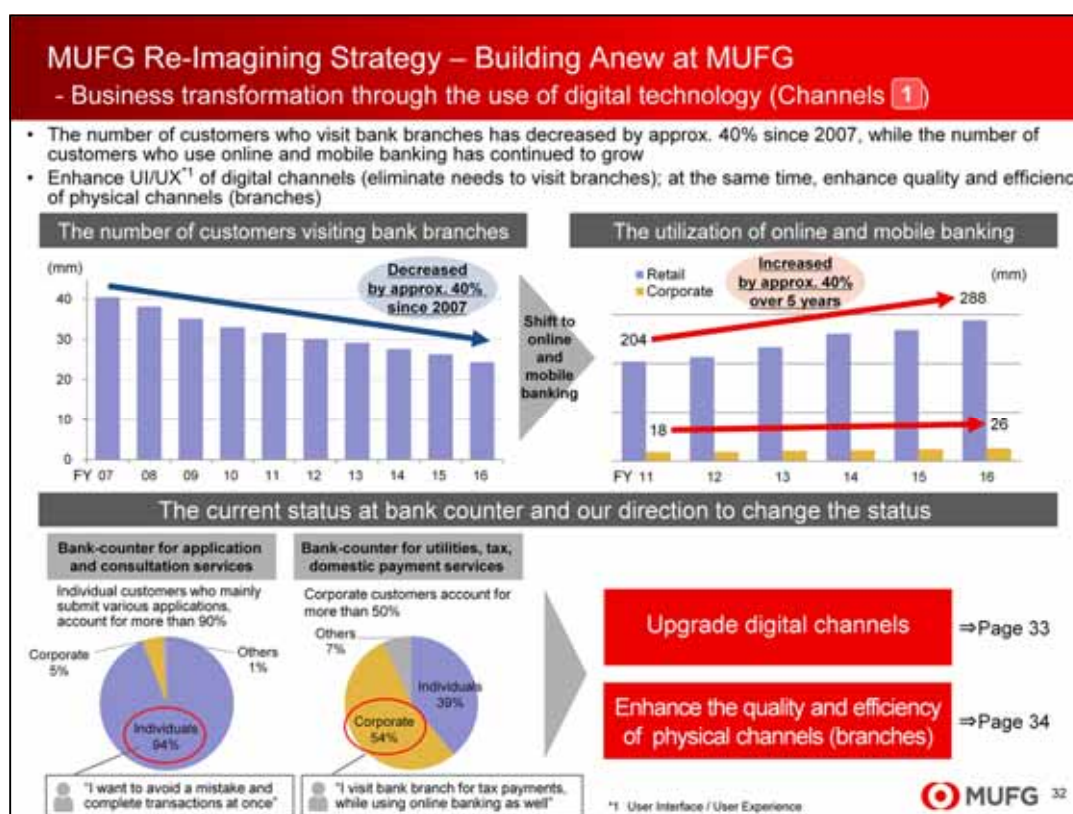 MUFG Re-Imagining Strategy – Building Anew at MUFG
- Business transformation through the use of digital technology (Channels 1)
• The number of customers who visit bank branches has decreased by approx. 40% since 2007, while the number of
customers who use online and mobile banking has continued to grow
• Enhance UI/UX*1 of digital channels (eliminate needs to visit branches); at the same time, enhance quality and efficienc
of physical channels (branches)
The number of customers visiting bank branches
(mm)
40
30
20
10
0
Decreased
by approx. 40%
since 2007
FY 07 08 09 10 11 12 13 14 15 16
Shift to
online
and
mobile
banking
The utilization of online and mobile banking
Retail
Corporate
(mm)
Increased
by approx. 40%
over 5 years
204
288
18
26
FY 11 12 13 14 15 16
The current status at bank counter and our direction to change the status
Bank-counter for application
and consultation services
Individual customers who mainly
submit various applications,
account for more than 90%
Corporate
5%
Others
1%
Individuals
94%
"I want to avoid a mistake and
complete transactions at once"
Bank-counter for utilities, tax,
domestic payment services
Corporate customers account for
more than 50%
Others
7%
Individuals
39%
Corporate
54%
"I visit bank branch for tax payments,
while using online banking as well"
Upgrade digital channels
⇒Page 33
Enhance the quality and efficiency
of physical channels (branches)
⇒Page 34
*1 User Interface / User Experience
MUFG
32